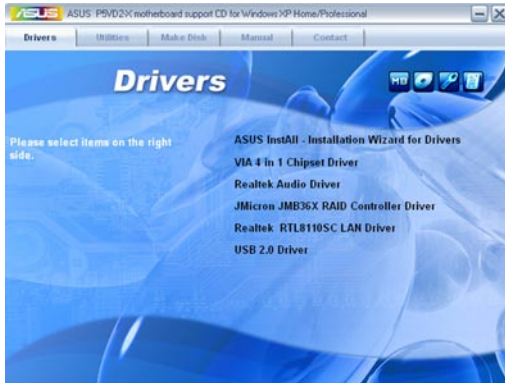 ASUS ASUS P5VD2-X motherboard support CD for Windows XP Home/Professional
Drivers Utilities Make Disk Manual Contact
Drivers
Please select items on the right
side.
ASUS InstAll - Installation Wizard for Drivers
VIA 4 in 1 Chipset Driver
Realtek Audio Driver
JMicron JMB36X RAID Controller Driver
Realtek RTL8110SC LAN Driver
USB 2.0 Driver